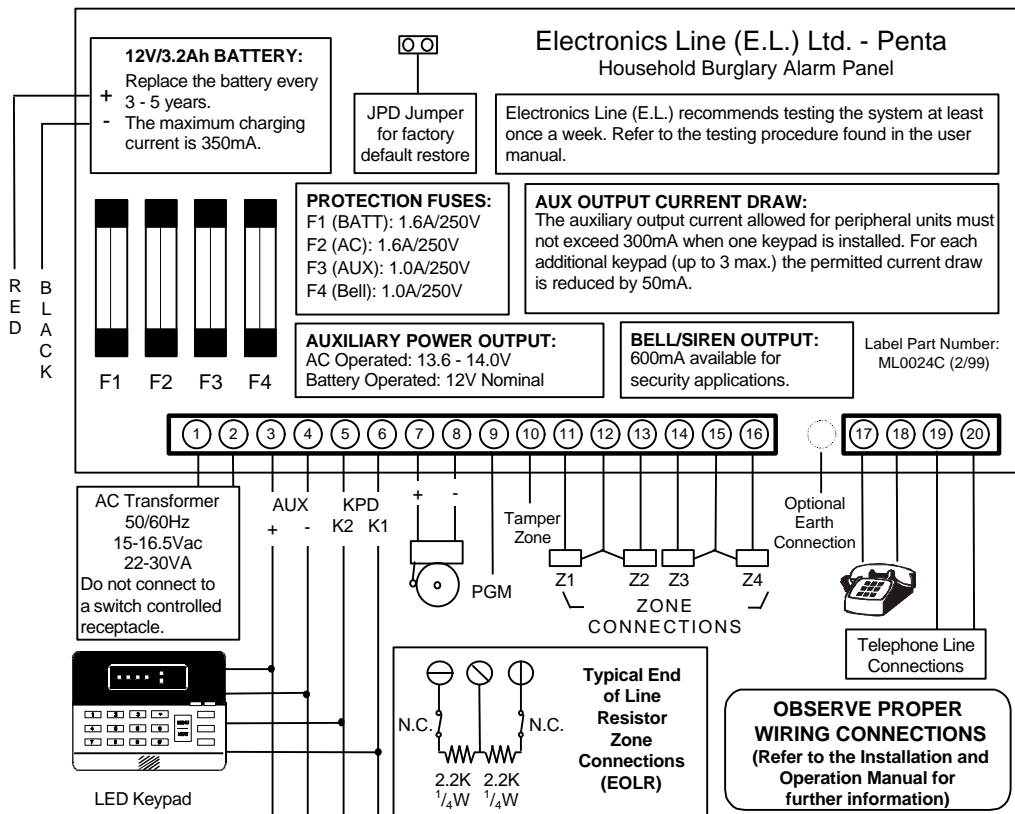 Electronics Line (E.L.) Ltd. - Penta
Household Burglary Alarm Panel
12V/3.2Ah BATTERY:
+ Replace the battery every
3 - 5 years.
- The maximum charging
current is 350mA.
JPD Jumper
for factory
default restore
Electronics Line (E.L.) recommends testing the system at least
once a week. Refer to the testing procedure found in the user
manual.
RED
BLACK
F1 F2 F3 F4
PROTECTION FUSES:
F1 (BATT): 1.6A/250V
F2 (AC): 1.6A/250V
F3 (AUX): 1.0A/250V
F4 (Bell): 1.0A/250V
AUX OUTPUT CURRENT DRAW:
The auxiliary output current allowed for peripheral units must
not exceed 300mA when one keypad is installed. For each
additional keypad (up to 3 max.) the permitted current draw
is reduced by 50mA.
AUXILIARY POWER OUTPUT:
AC Operated: 13.6 - 14.0V
Battery Operated: 12V Nominal
BELL/SIREN OUTPUT:
600mA available for
security applications.
Label Part Number:
ML0024C (2/99)
1 2 3 4 5 6 7 8 9 10 11 12 13 14 15 16 17 18 19 20
AC Transformer
50/60Hz
15-16.5Vac
22-30VA
Do not connect to
a switch controlled
receptacle.
AUX
+ -
KPD
K2 K1
+ -
PGM
Tamper
Zone
Z1 Z2 Z3 Z4
ZONE
CONNECTIONS
Optional
Earth
Connection
Telephone Line
Connections
LED Keypad
N.C. N.C.
2.2K 2.2K
1/4W 1/4W
Typical End
of Line
Resistor
Zone
Connections
(EOLR)
OBSERVE PROPER
WIRING CONNECTIONS
(Refer to the Installation and
Operation Manual for
further information)